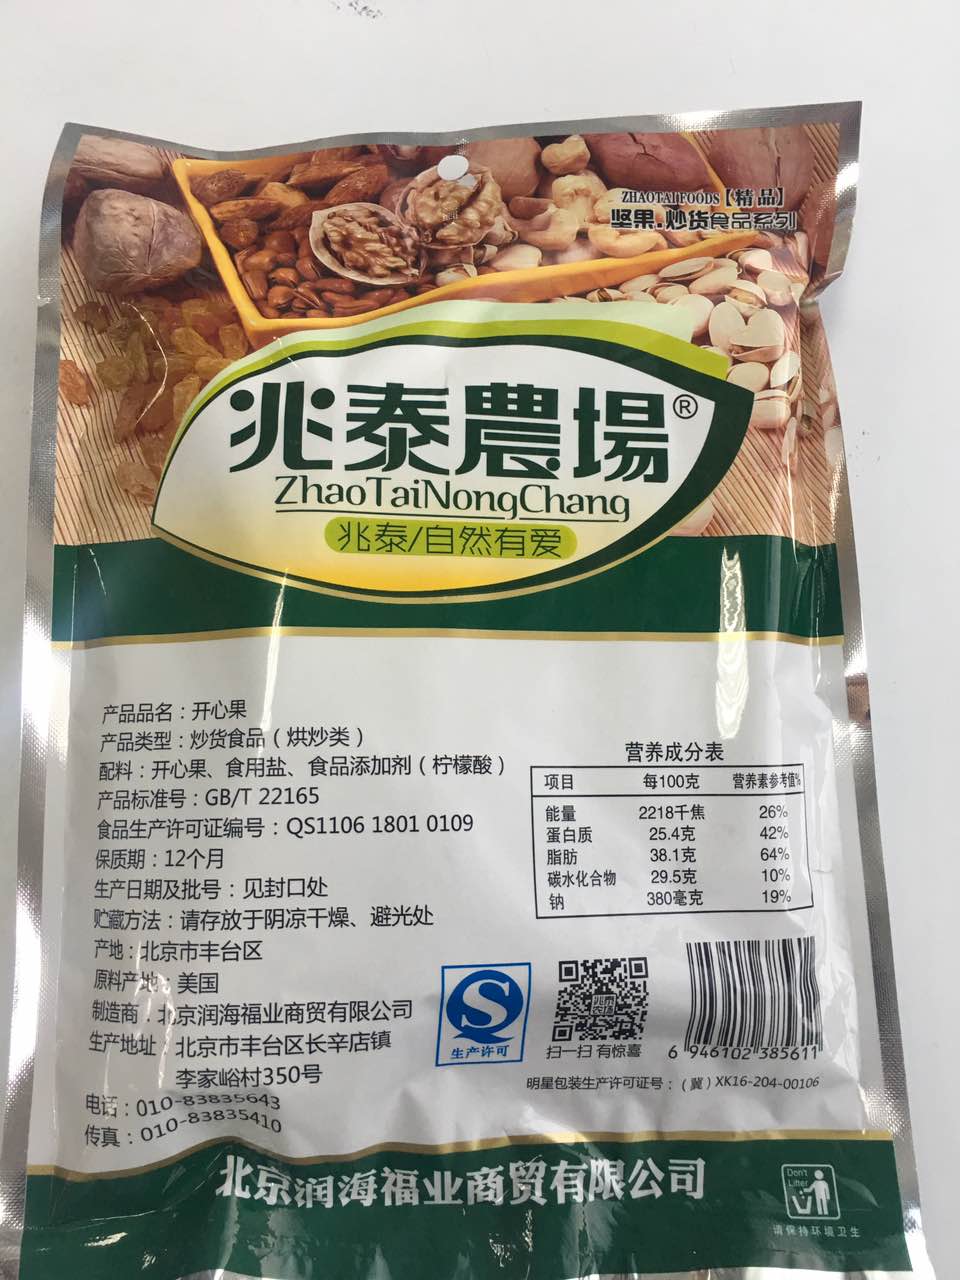 ZHAOTAI FOODS【精品】
坚果.炒货食品系列
兆泰農場®
ZhaoTaiNongChang
兆泰/自然有爱
产品品名：开心果
产品类型：炒货食品（烘炒类）
配料：开心果、食用盐、食品添加剂（柠檬酸）
产品标准号：GB/T 22165
食品生产许可证编号：QS1106 1801 0109
保质期：12个月
生产日期及批号：见封口处
贮藏方法：请存放于阴凉干燥、避光处
产地：北京市丰台区
原料产地：美国
制造商：北京润海福业商贸有限公司
生产地址：北京市丰台区长辛店镇
李家峪村350号
电话：010-83835643
传真：010-83835410
营养成分表
项目 每100克 营养素参考值%
能量 2218千焦 26%
蛋白质 25.4克 42%
脂肪 38.1克 64%
碳水化合物 29.5克 10%
钠 380毫克 19%
生产许可
兆泰
农场
扫一扫 有惊喜
6 946102 385611
明星包装生产许可证号：（冀）XK16-204-00106
北京润海福业商贸有限公司
Don't
Litter
请保持环境卫生